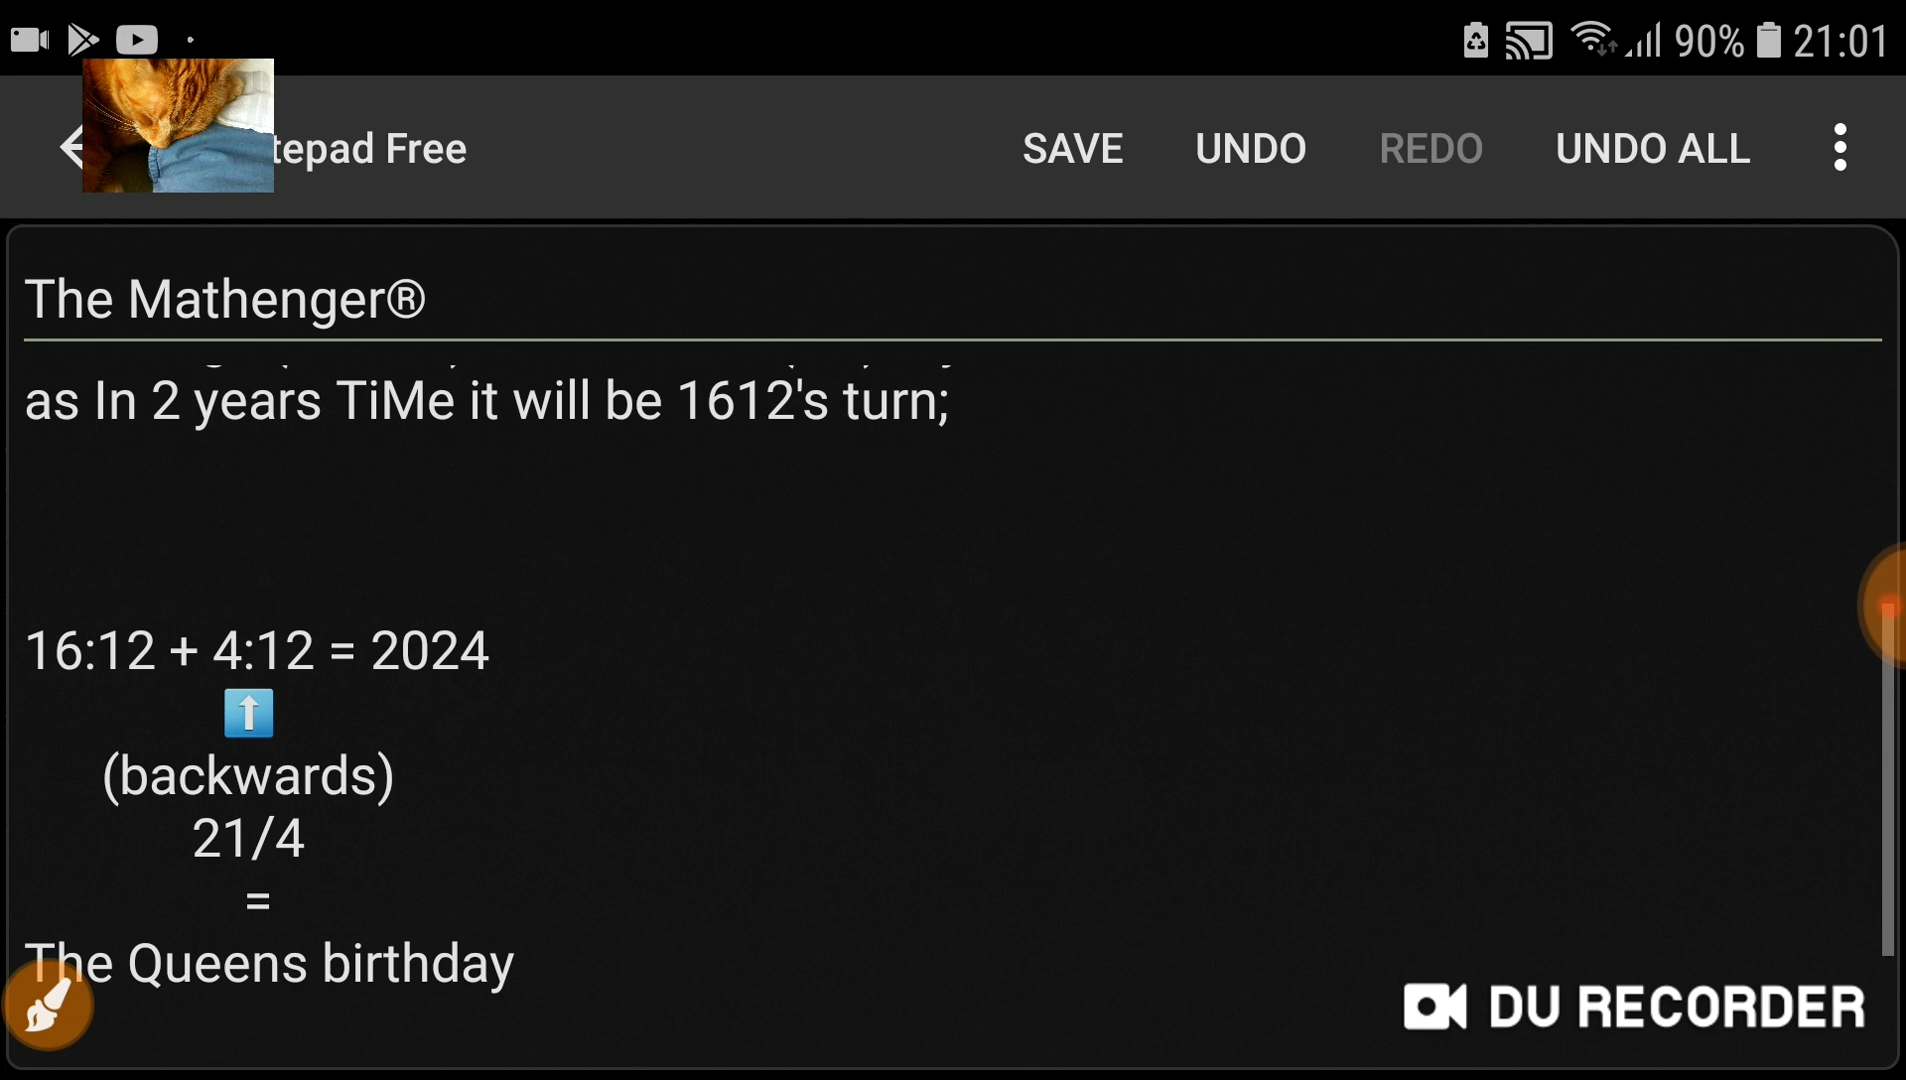 90% 21:01
tepad Free SAVE UNDO REDO UNDO ALL
The Mathenger®
as In 2 years TiMe it will be 1612's turn;
16:12 + 4:12 = 2024
⬆
(backwards)
21/4
=
The Queens birthday
DU RECORDER